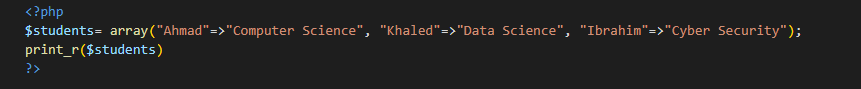 <?php
$students= array("Ahmad"=>"Computer Science", "Khaled"=>"Data Science", "Ibrahim"=>"Cyber Security");
print_r($students)
?>